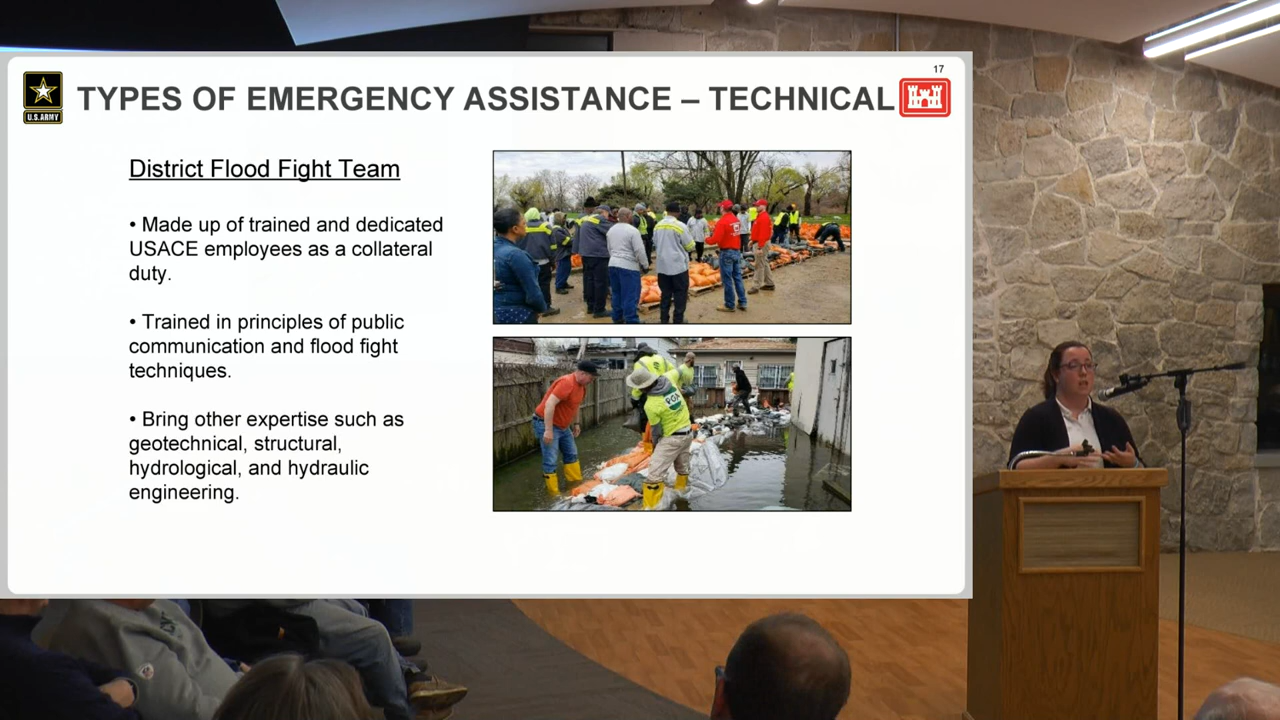 17
TYPES OF EMERGENCY ASSISTANCE – TECHNICAL
U.S.ARMY
District Flood Fight Team
• Made up of trained and dedicated
USACE employees as a collateral
duty.
• Trained in principles of public
communication and flood fight
techniques.
• Bring other expertise such as
geotechnical, structural,
hydrological, and hydraulic
engineering.